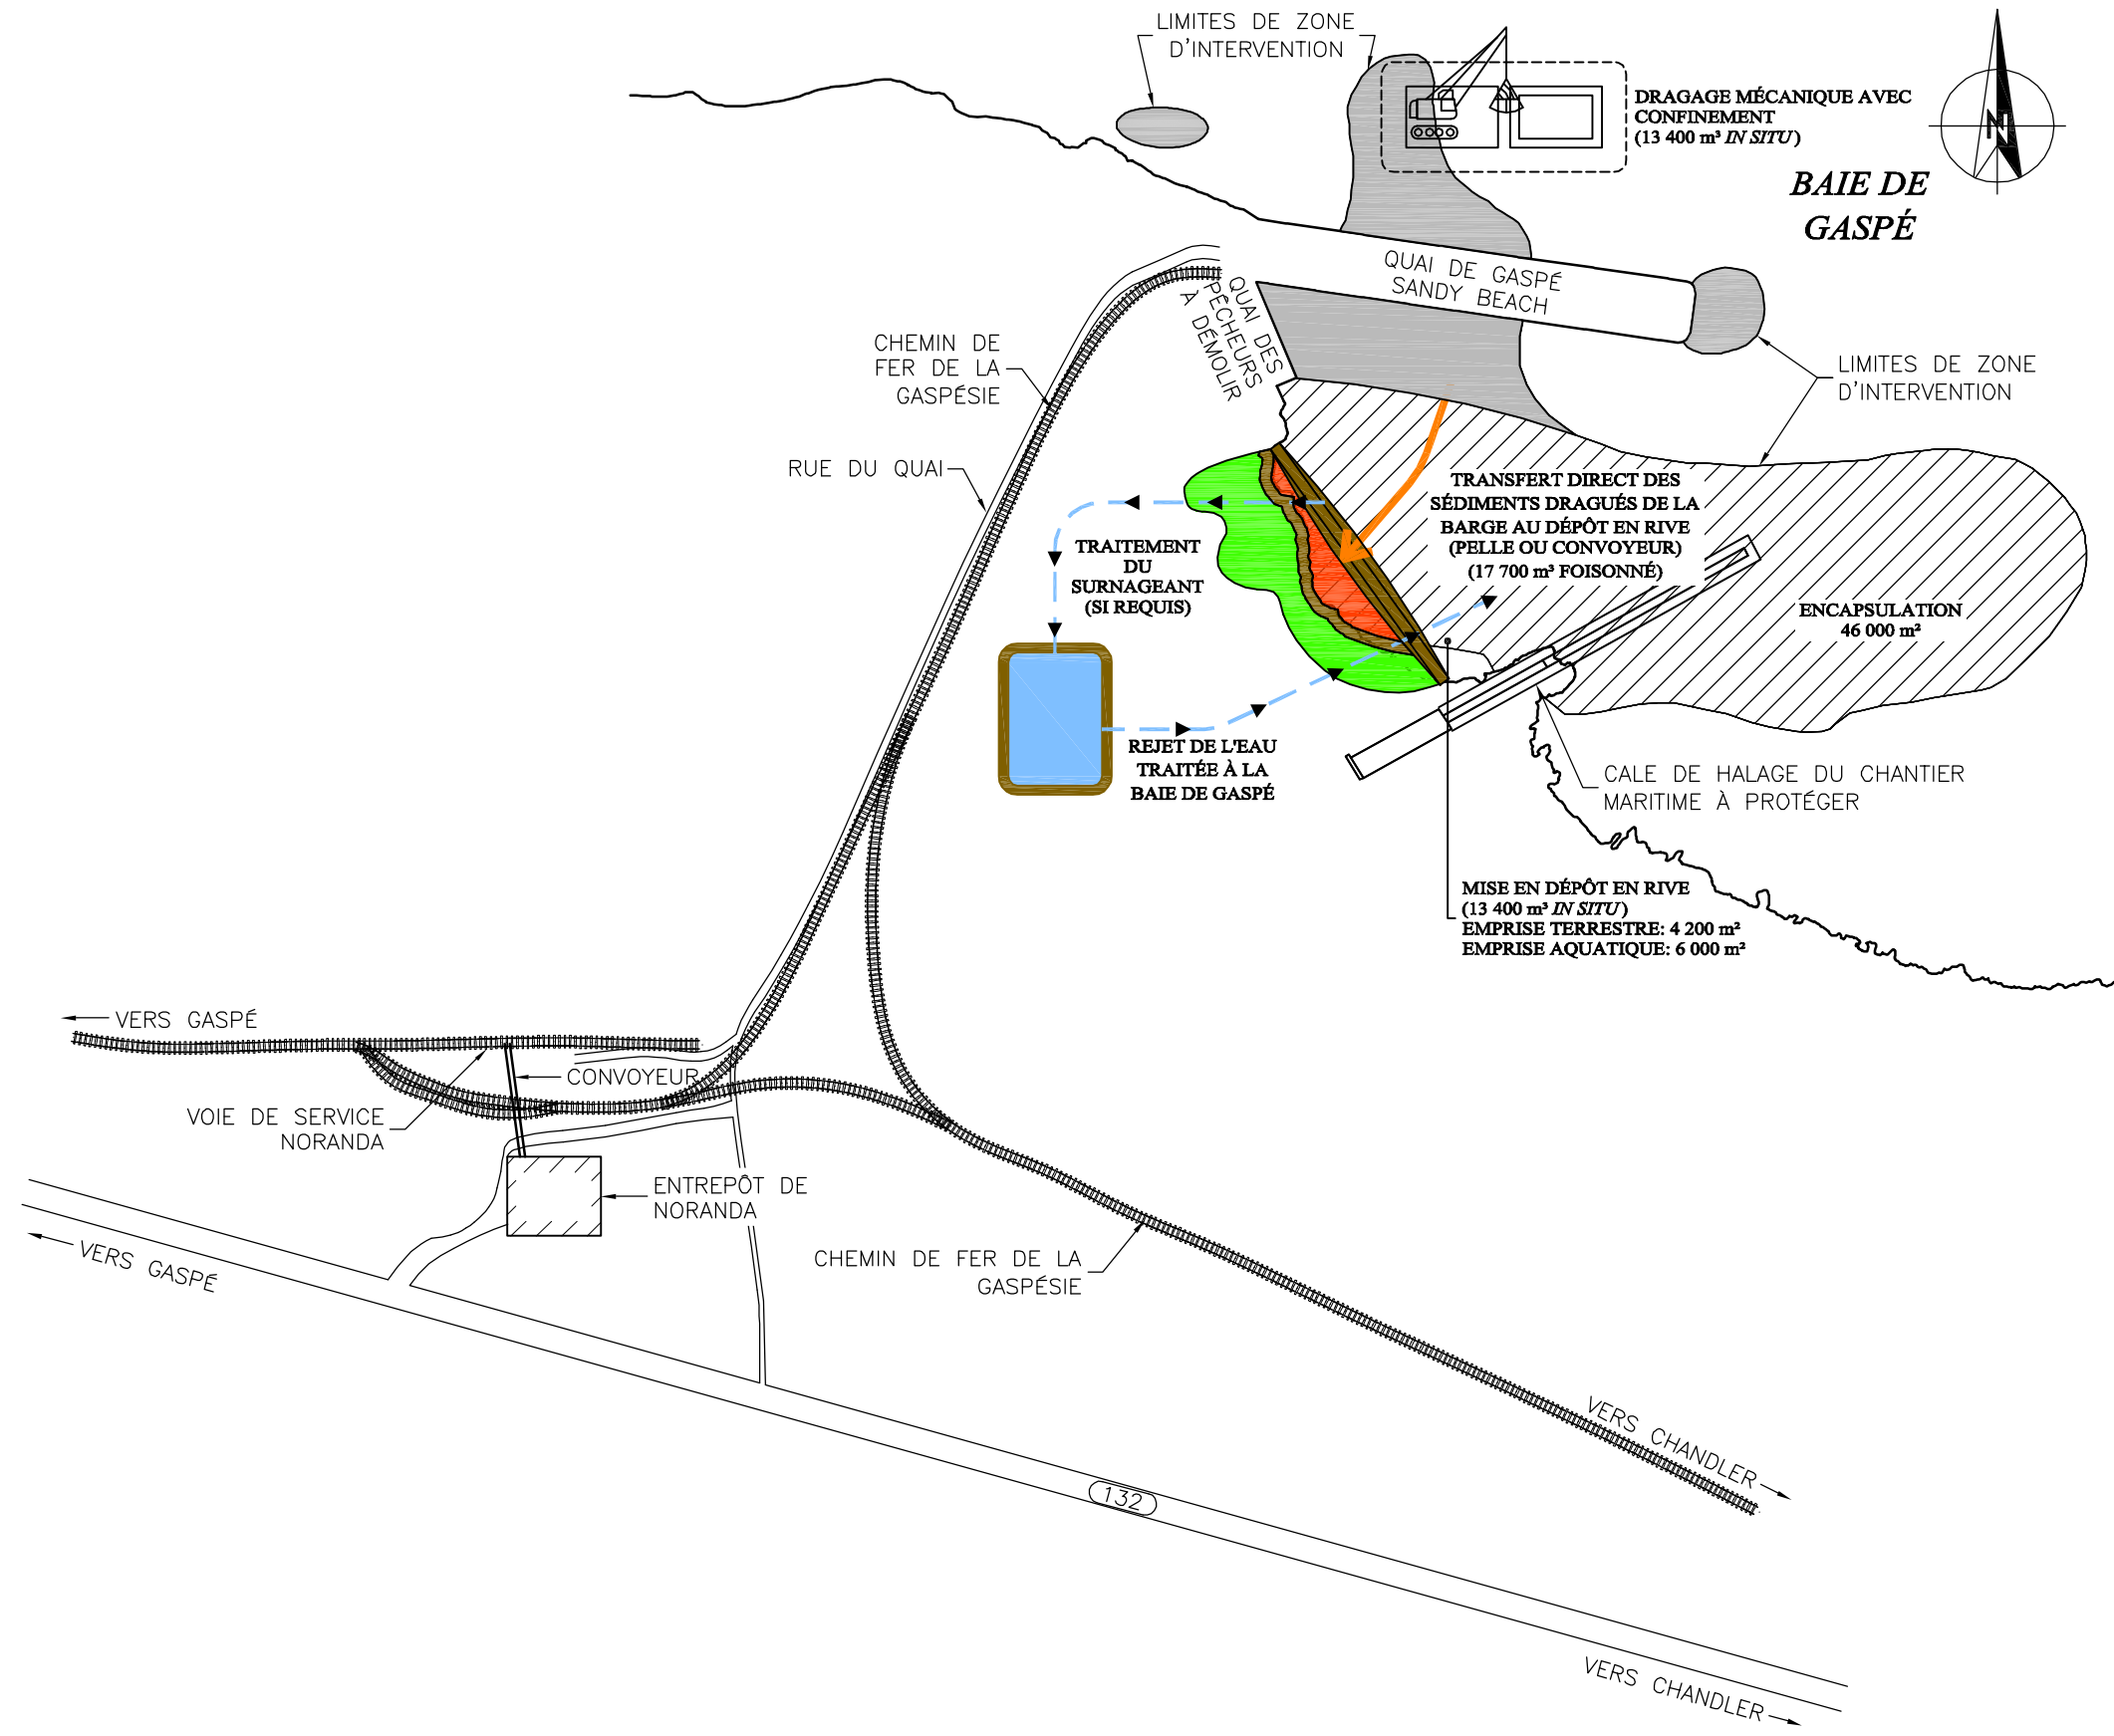 LIMITES DE ZONE
D'INTERVENTION
DRAGAGE MÉCANIQUE AVEC
CONFINEMENT
(13 400 m³ IN SITU)
N
BAIE DE
GASPÉ
QUAI DE GASPÉ
SANDY BEACH
QUAI DES
PÊCHEURS
À DÉMOLIR
CHEMIN DE
FER DE LA
GASPÉSIE
LIMITES DE ZONE
D'INTERVENTION
RUE DU QUAI
TRANSFERT DIRECT DES
SÉDIMENTS DRAGUÉS DE LA
BARGE AU DÉPÔT EN RIVE
(PELLE OU CONVOYEUR)
(17 700 m³ FOISONNÉ)
TRAITEMENT
DU
SURNAGEANT
(SI REQUIS)
ENCAPSULATION
46 000 m²
REJET DE L'EAU
TRAITÉE À LA
BAIE DE GASPÉ
CALE DE HALAGE DU CHANTIER
MARITIME À PROTÉGER
MISE EN DÉPÔT EN RIVE
(13 400 m³ IN SITU)
EMPRISE TERRESTRE: 4 200 m²
EMPRISE AQUATIQUE: 6 000 m²
VERS GASPÉ
CONVOYEUR
VOIE DE SERVICE
NORANDA
ENTREPÔT DE
NORANDA
VERS GASPÉ
CHEMIN DE FER DE LA
GASPÉSIE
VERS CHANDLER
132
VERS CHANDLER